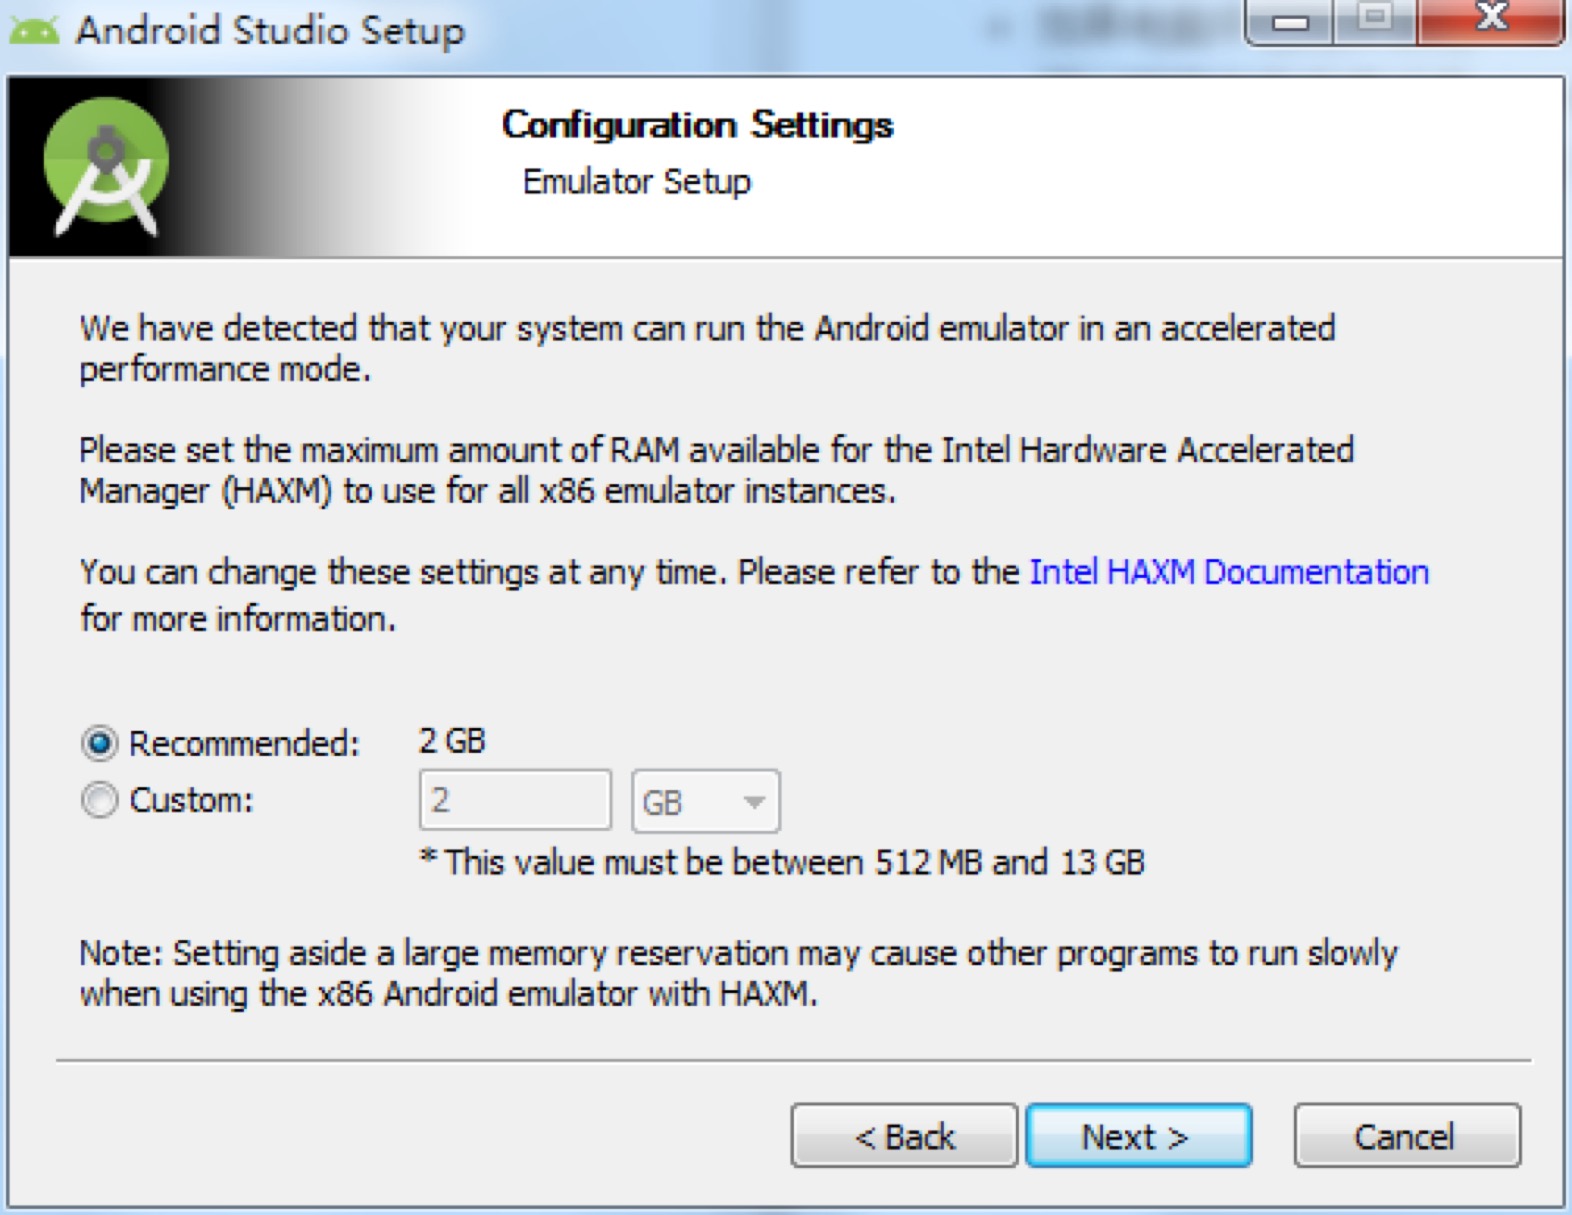 Android Studio Setup
Configuration Settings
Emulator Setup
We have detected that your system can run the Android emulator in an accelerated
performance mode.
Please set the maximum amount of RAM available for the Intel Hardware Accelerated
Manager (HAXM) to use for all x86 emulator instances.
You can change these settings at any time. Please refer to the Intel HAXM Documentation
for more information.
Recommended: 2 GB
Custom: 2 GB
* This value must be between 512 MB and 13 GB
Note: Setting aside a large memory reservation may cause other programs to run slowly
when using the x86 Android emulator with HAXM.
< Back Next > Cancel